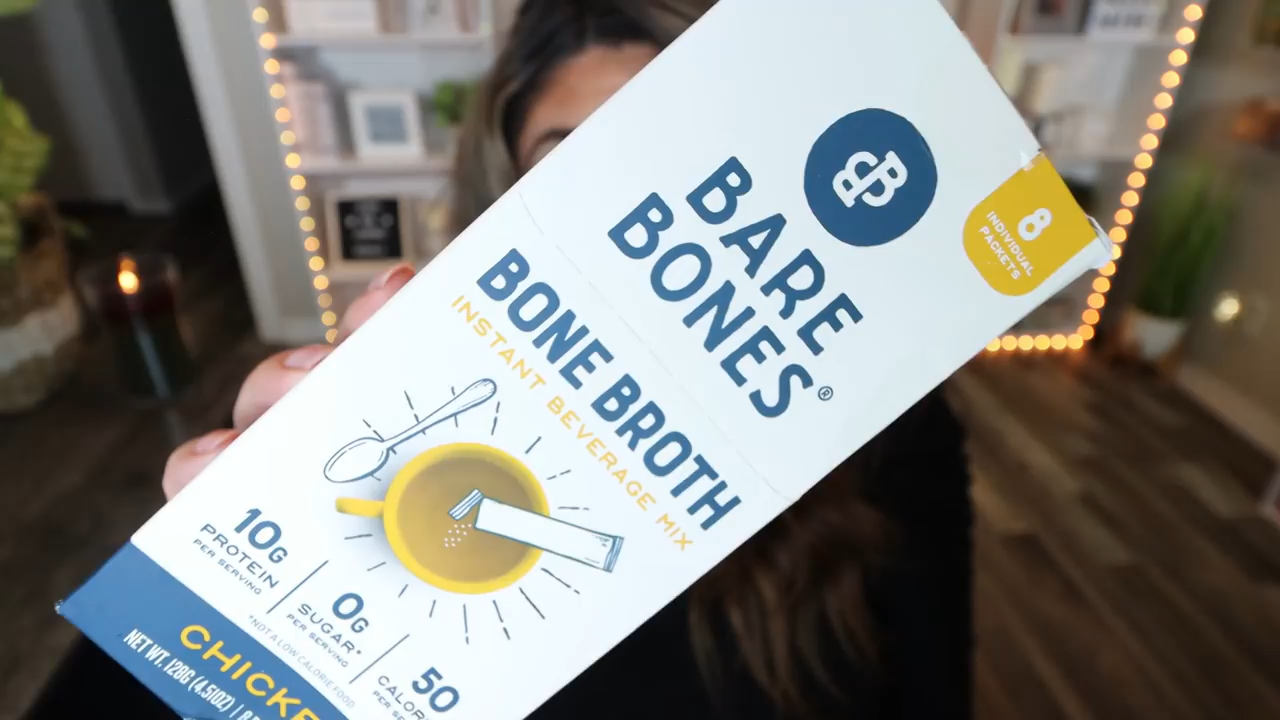 BB
8
INDIVIDUAL
PACKETS
BARE
BONES®
BONE BROTH
INSTANT BEVERAGE MIX
10G
PROTEIN
PER SERVING
0G
SUGAR*
PER SERVING
*NOT A LOW CALORIE FOOD
50
NET WT. 128G (4.51OZ) |